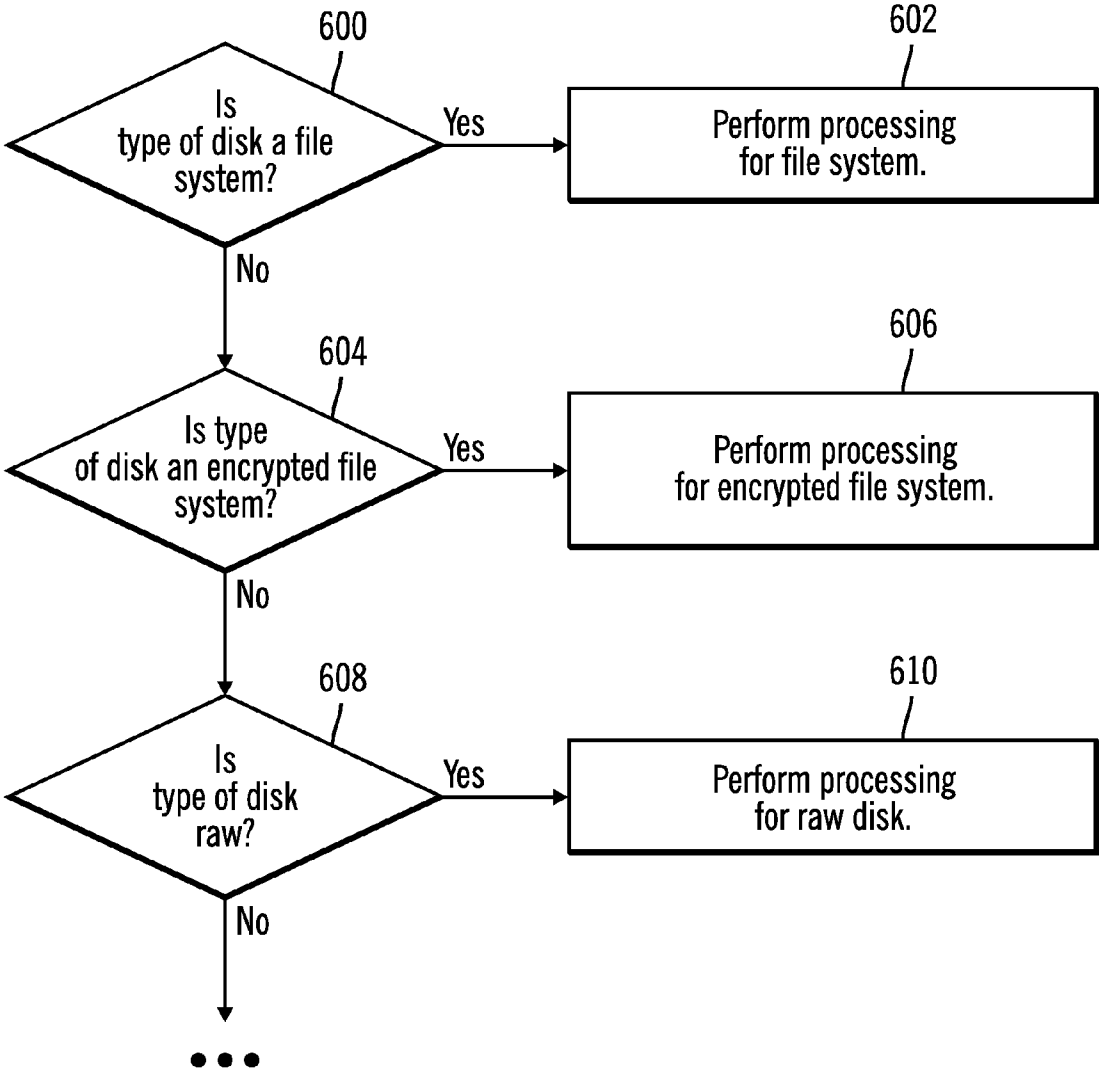 600
Is
type of disk a file
system?
Yes
602
Perform processing
for file system.
No
604
Is type
of disk an encrypted file
system?
Yes
606
Perform processing
for encrypted file system.
No
608
Is
type of disk
raw?
Yes
610
Perform processing
for raw disk.
No
•••